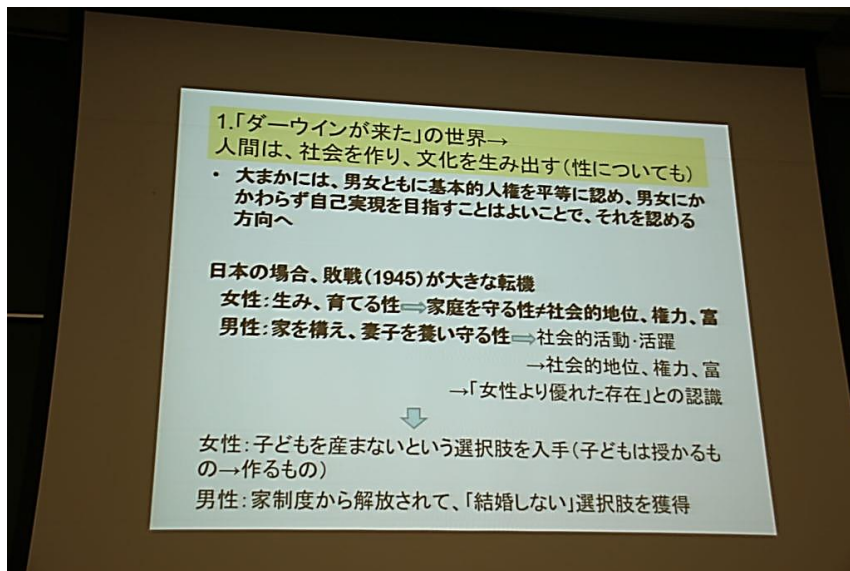 1.「ダーウインが来た」の世界→
人間は、社会を作り、文化を生み出す(性についても)
・ 大まかには、男女ともに基本的人権を平等に認め、男女にか
かわらず自己実現を目指すことはよいことで、それを認める
方向へ
日本の場合、敗戦(1945)が大きな転機
女性:生み、育てる性⇒家庭を守る性≠社会的地位、権力、富
男性:家を構え、妻子を養い守る性⇒社会的活動・活躍
→社会的地位、権力、富
→「女性より優れた存在」との認識
女性:子どもを産まないという選択肢を入手(子どもは授かるも
の→作るもの)
男性:家制度から解放されて、「結婚しない」選択肢を獲得